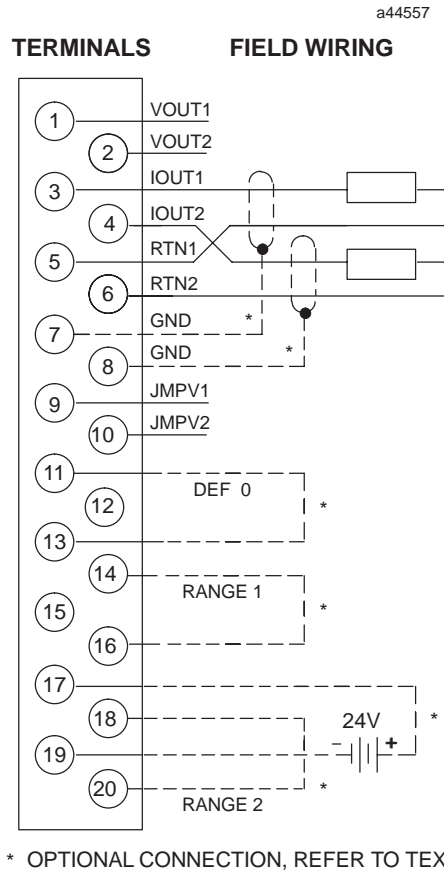 a44557
TERMINALS FIELD WIRING
1 VOUT1
2 VOUT2
3 IOUT1
4 IOUT2
5 RTN1
6 RTN2
7 GND *
8 GND *
9 JMPV1
10 JMPV2
11
DEF 0
12 *
13
14
RANGE 1
15 *
16
17
18 24V *
19 − +
20 *
RANGE 2
* OPTIONAL CONNECTION, REFER TO TEX